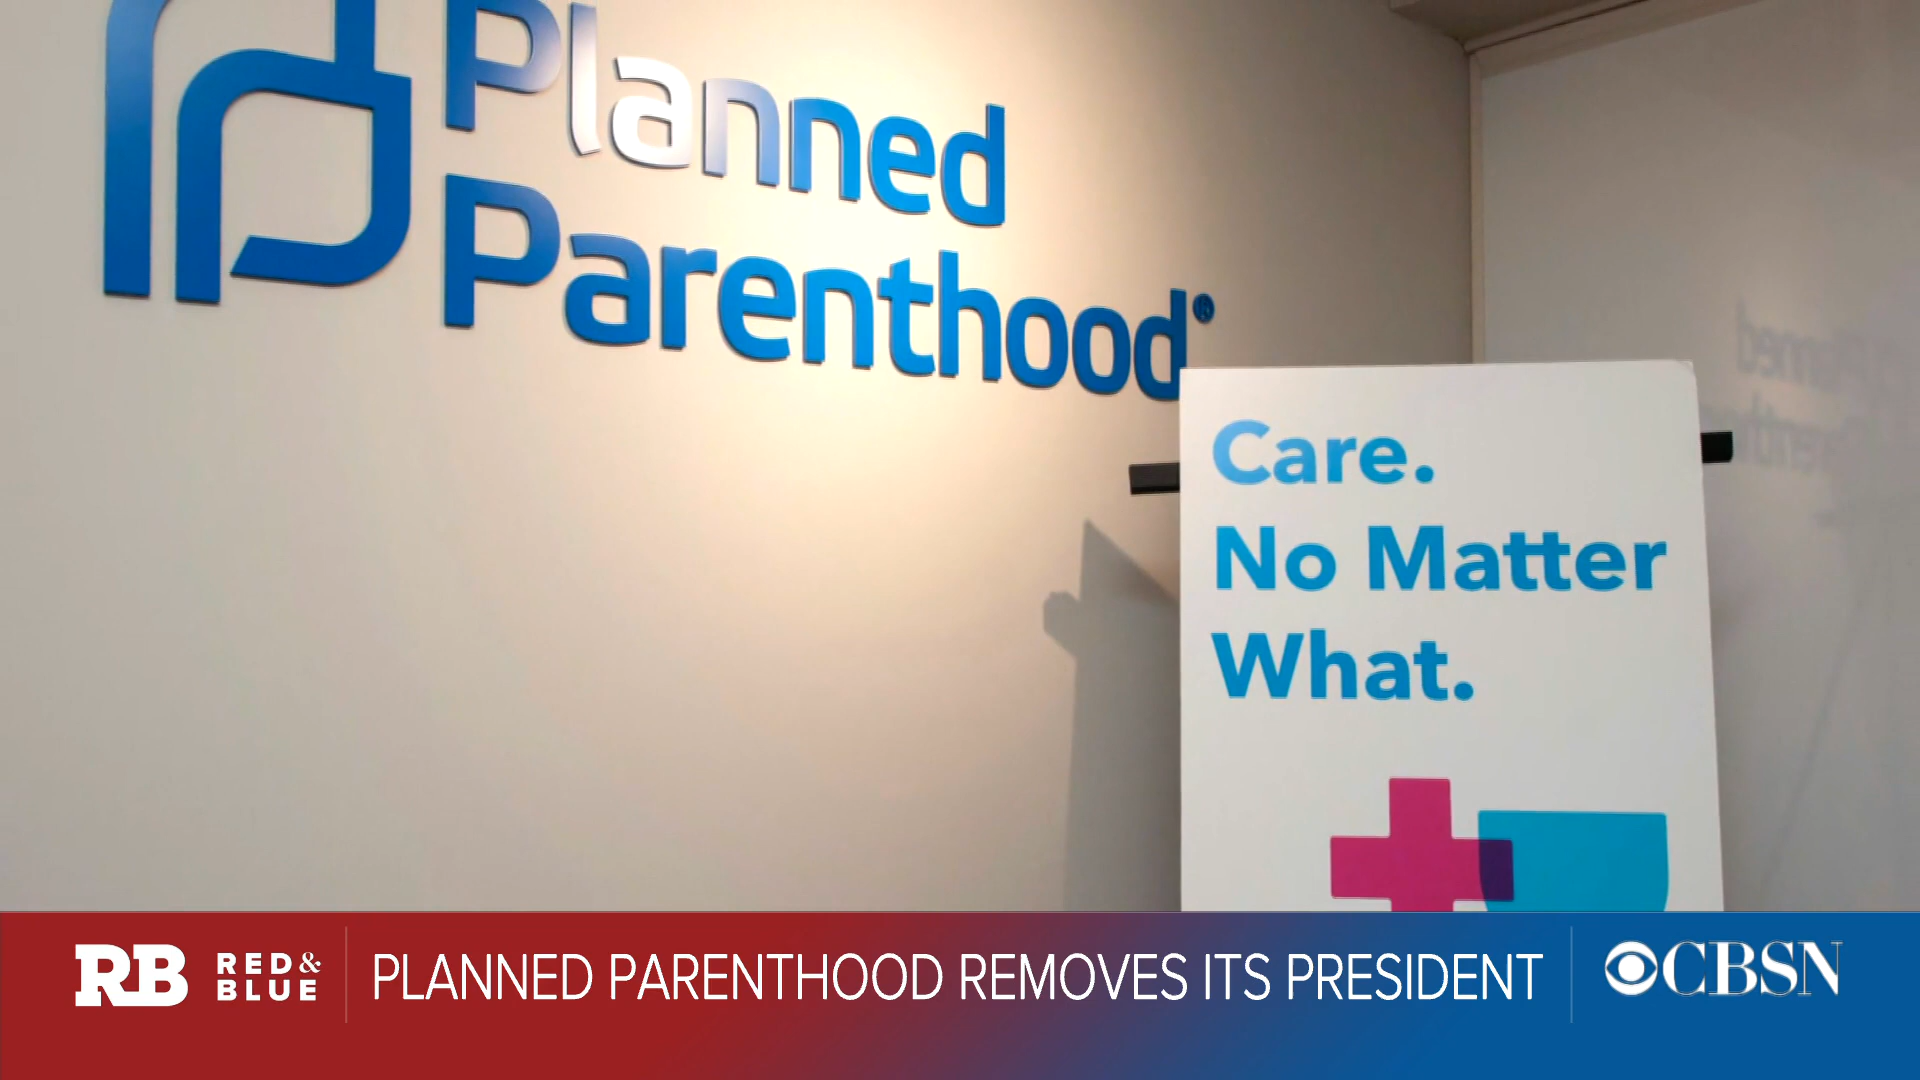 Planned
Parenthood®
Care.
No Matter
What.
RB RED& BLUE
PLANNED PARENTHOOD REMOVES ITS PRESIDENT
CBSN